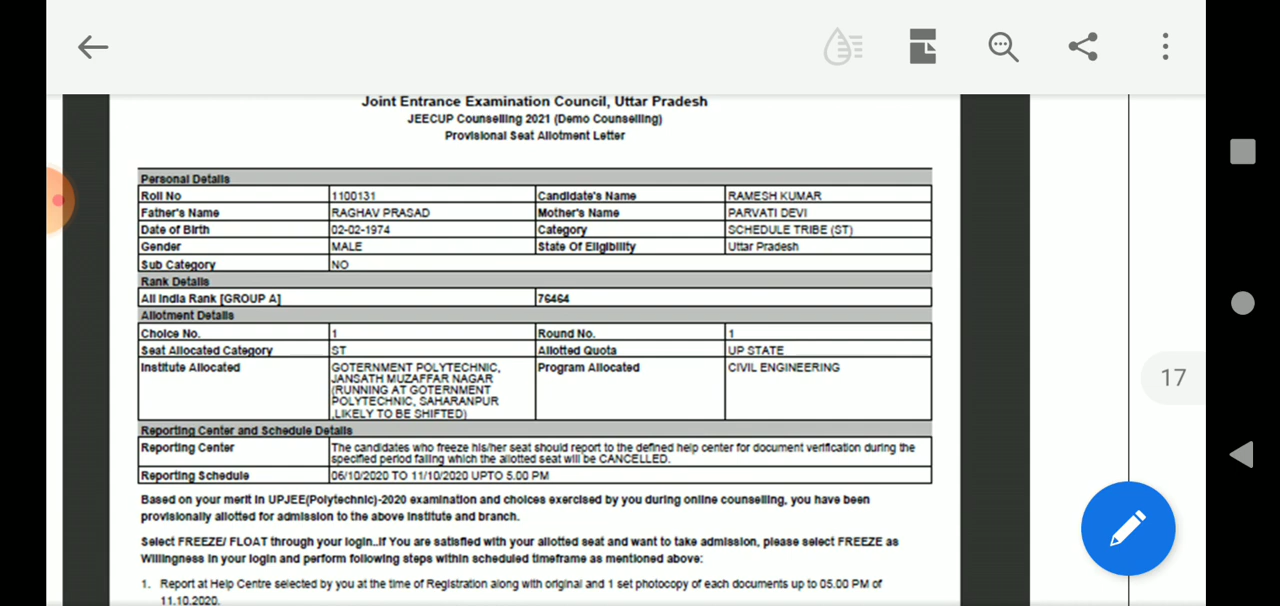 Joint Entrance Examination Council, Uttar Pradesh
JEECUP Counselling 2021 (Demo Counselling)
Provisional Seat Allotment Letter
Personal Details
Roll No 1100131 Candidate's Name RAMESH KUMAR
Father's Name RAGHAV PRASAD Mother's Name PARVATI DEVI
Date of Birth 02-02-1974 Category SCHEDULE TRIBE (ST)
Gender MALE State Of Eligibility Uttar Pradesh
Sub Category NO
Rank Details
All India Rank [GROUP A] 76464
Allotment Details
Choice No. 1 Round No. 1
Seat Allocated Category ST Allotted Quota UP STATE
Institute Allocated GOTERNMENT POLYTECHNIC, Program Allocated CIVIL ENGINEERING
JANSATH MUZAFFAR NAGAR
(RUNNING AT GOTERNMENT
POLYTECHNIC, SAHARANPUR
,LIKELY TO BE SHIFTED)
17
Reporting Center and Schedule Details
Reporting Center The candidates who freeze his/her seat should report to the defined help center for document verification during the
specified period failing which the allotted seat will be CANCELLED.
Reporting Schedule 06/10/2020 TO 11/10/2020 UPTO 5.00 PM
Based on your merit in UPJEE(Polytechnic)-2020 examination and choices exercised by you during online counselling, you have been
provisionally allotted for admission to the above institute and branch.
Select FREEZE/ FLOAT through your login..If You are satisfied with your allotted seat and want to take admission, please select FREEZE as
Willingness in your login and perform following steps within scheduled timeframe as mentioned above:
1. Report at Help Centre selected by you at the time of Registration along with original and 1 set photocopy of each documents up to 05.00 PM of
11.10.2020.